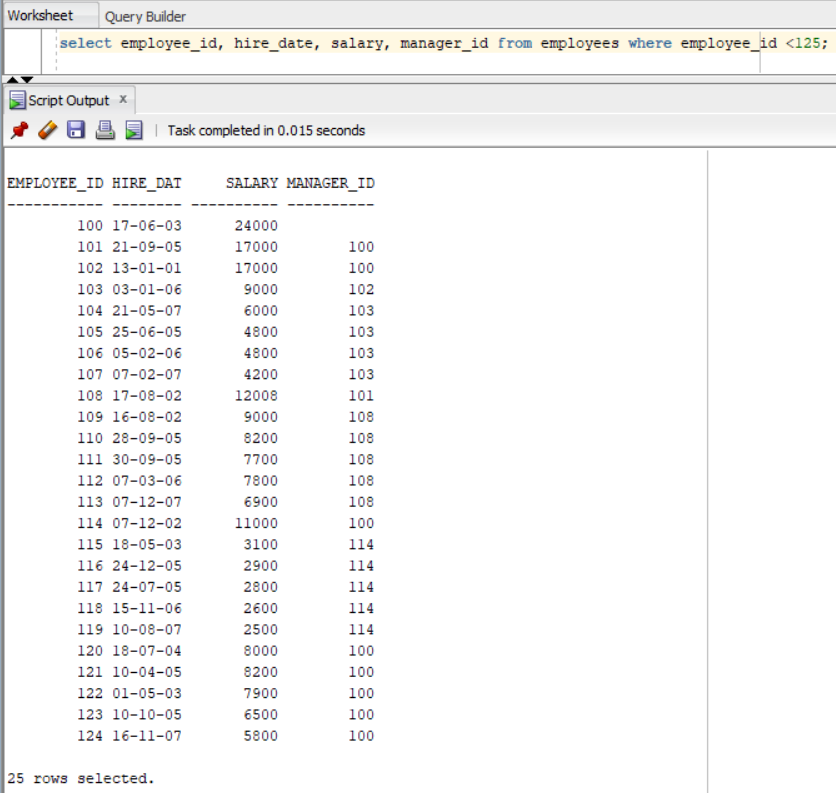 Worksheet Query Builder
select employee_id, hire_date, salary, manager_id from employees where employee_id <125;
Script Output x
Task completed in 0.015 seconds
EMPLOYEE_ID HIRE_DAT     SALARY MANAGER_ID
----------- -------- ---------- ----------
        100 17-06-03      24000
        101 21-09-05      17000        100
        102 13-01-01      17000        100
        103 03-01-06       9000        102
        104 21-05-07       6000        103
        105 25-06-05       4800        103
        106 05-02-06       4800        103
        107 07-02-07       4200        103
        108 17-08-02      12008        101
        109 16-08-02       9000        108
        110 28-09-05       8200        108
        111 30-09-05       7700        108
        112 07-03-06       7800        108
        113 07-12-07       6900        108
        114 07-12-02      11000        100
        115 18-05-03       3100        114
        116 24-12-05       2900        114
        117 24-07-05       2800        114
        118 15-11-06       2600        114
        119 10-08-07       2500        114
        120 18-07-04       8000        100
        121 10-04-05       8200        100
        122 01-05-03       7900        100
        123 10-10-05       6500        100
        124 16-11-07       5800        100
25 rows selected.